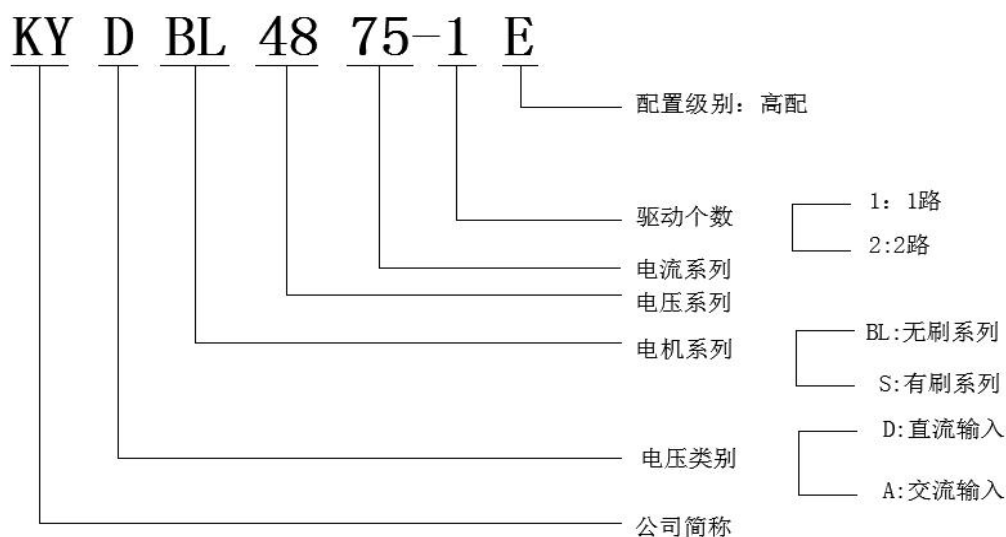 KY D BL 48 75-1 E
配置级别：高配
驱动个数
1：1路
2:2路
电流系列
电压系列
电机系列
BL:无刷系列
S:有刷系列
电压类别
D:直流输入
A:交流输入
公司简称